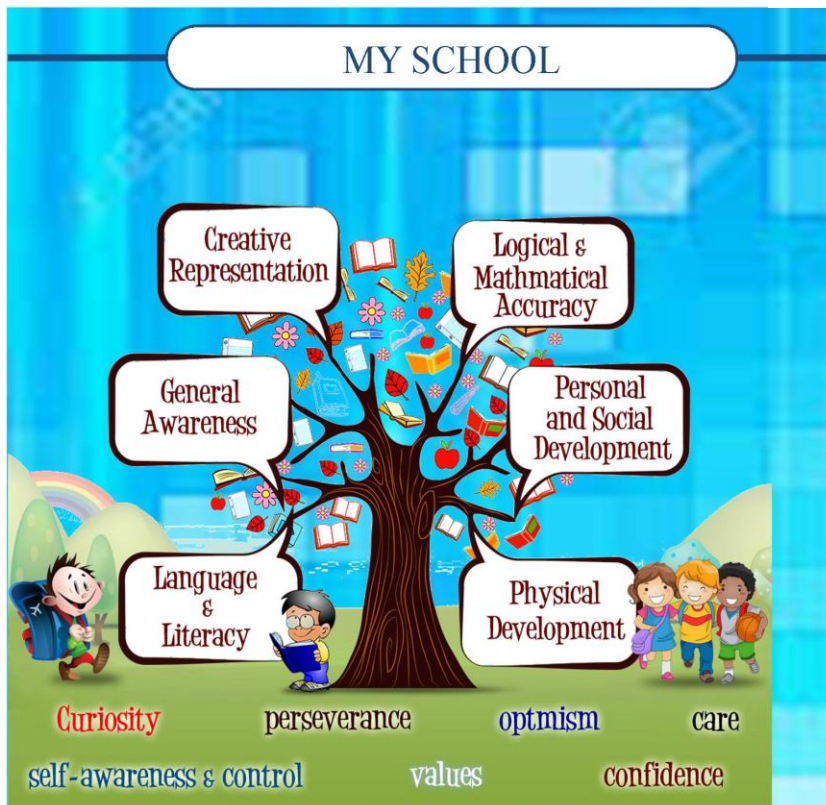 MY SCHOOL
Creative
Representation
Logical &
Mathmatical
Accuracy
General
Awareness
Personal
and Social
Development
Language
&
Literacy
Physical
Development
Curiosity perseverance optmism care
self-awareness & control values confidence